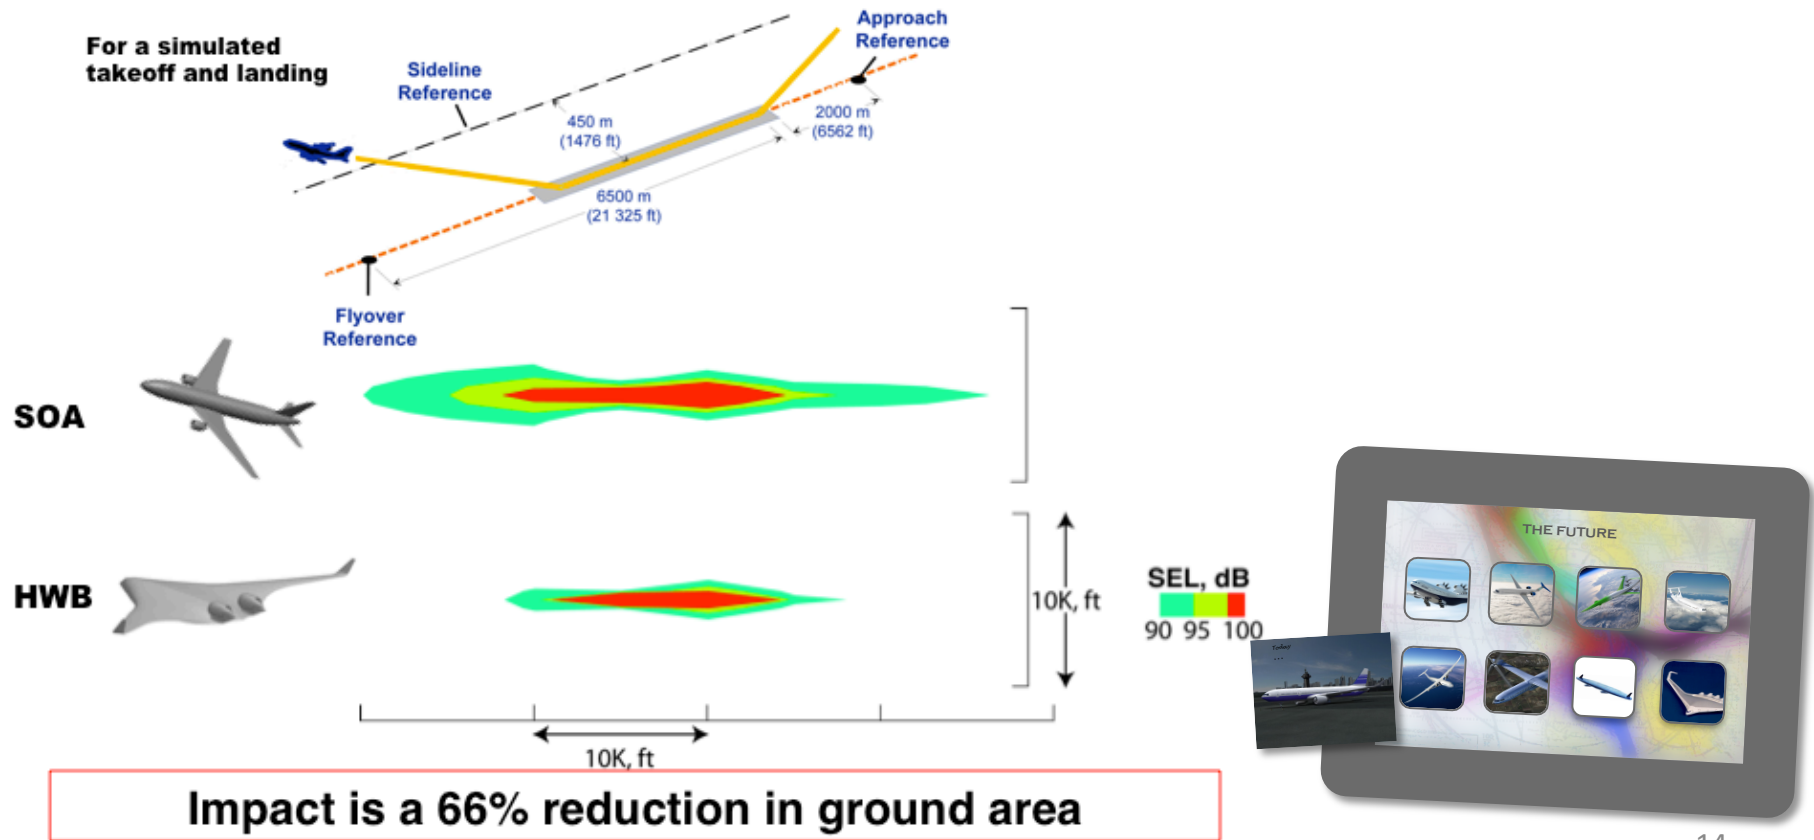 For a simulated
takeoff and landing
Sideline
Reference
Approach
Reference
450 m
(1476 ft)
2000 m
(6562 ft)
6500 m
(21 325 ft)
Flyover
Reference
SOA
HWB
10K, ft
SEL, dB
90 95 100
10K, ft
Impact is a 66% reduction in ground area
THE FUTURE
Today
...
14